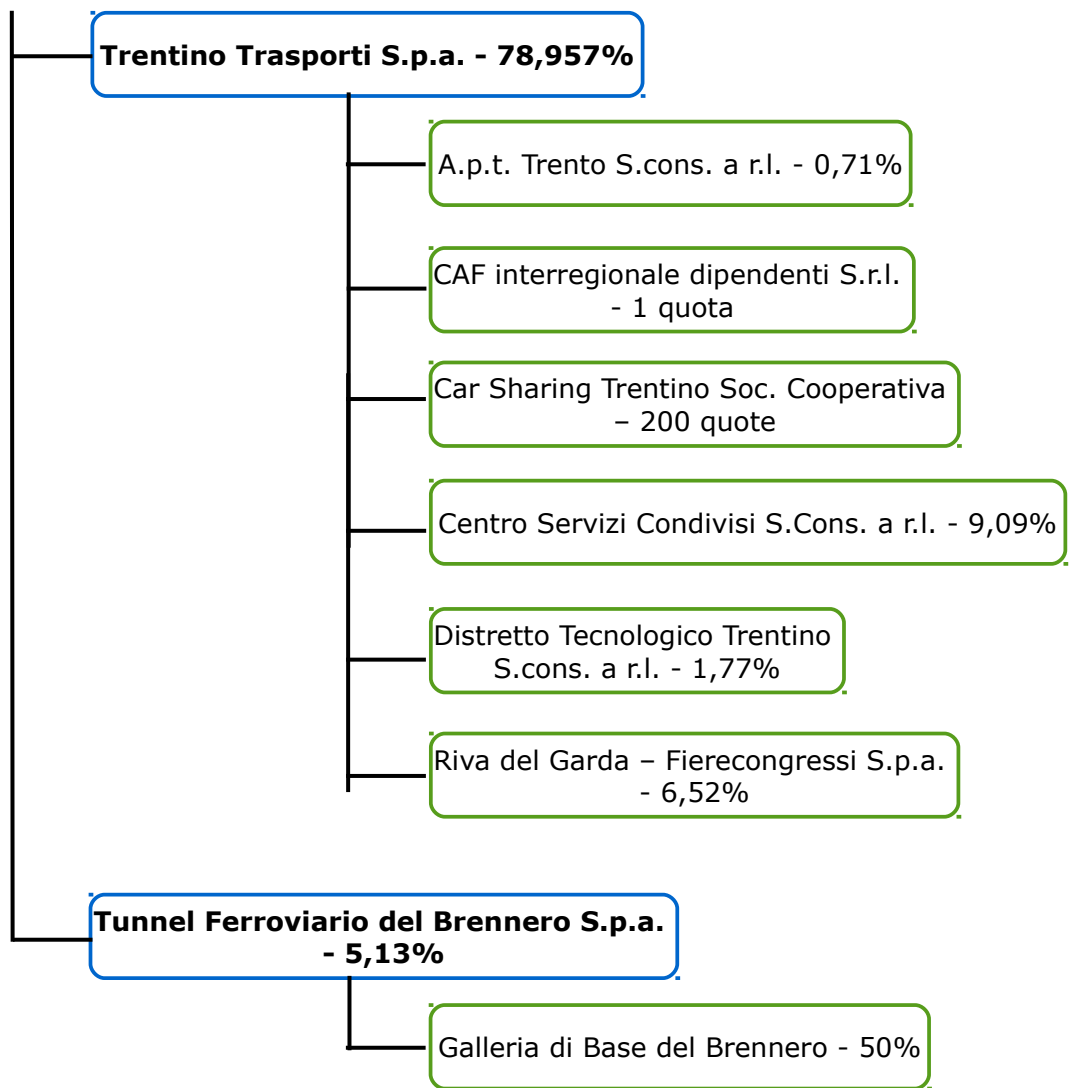 Trentino Trasporti S.p.a. - 78,957%
A.p.t. Trento S.cons. a r.l. - 0,71%
CAF interregionale dipendenti S.r.l.
- 1 quota
Car Sharing Trentino Soc. Cooperativa
– 200 quote
Centro Servizi Condivisi S.Cons. a r.l. - 9,09%
Distretto Tecnologico Trentino
S.cons. a r.l. - 1,77%
Riva del Garda – Fierecongressi S.p.a.
- 6,52%
Tunnel Ferroviario del Brennero S.p.a.
- 5,13%
Galleria di Base del Brennero - 50%